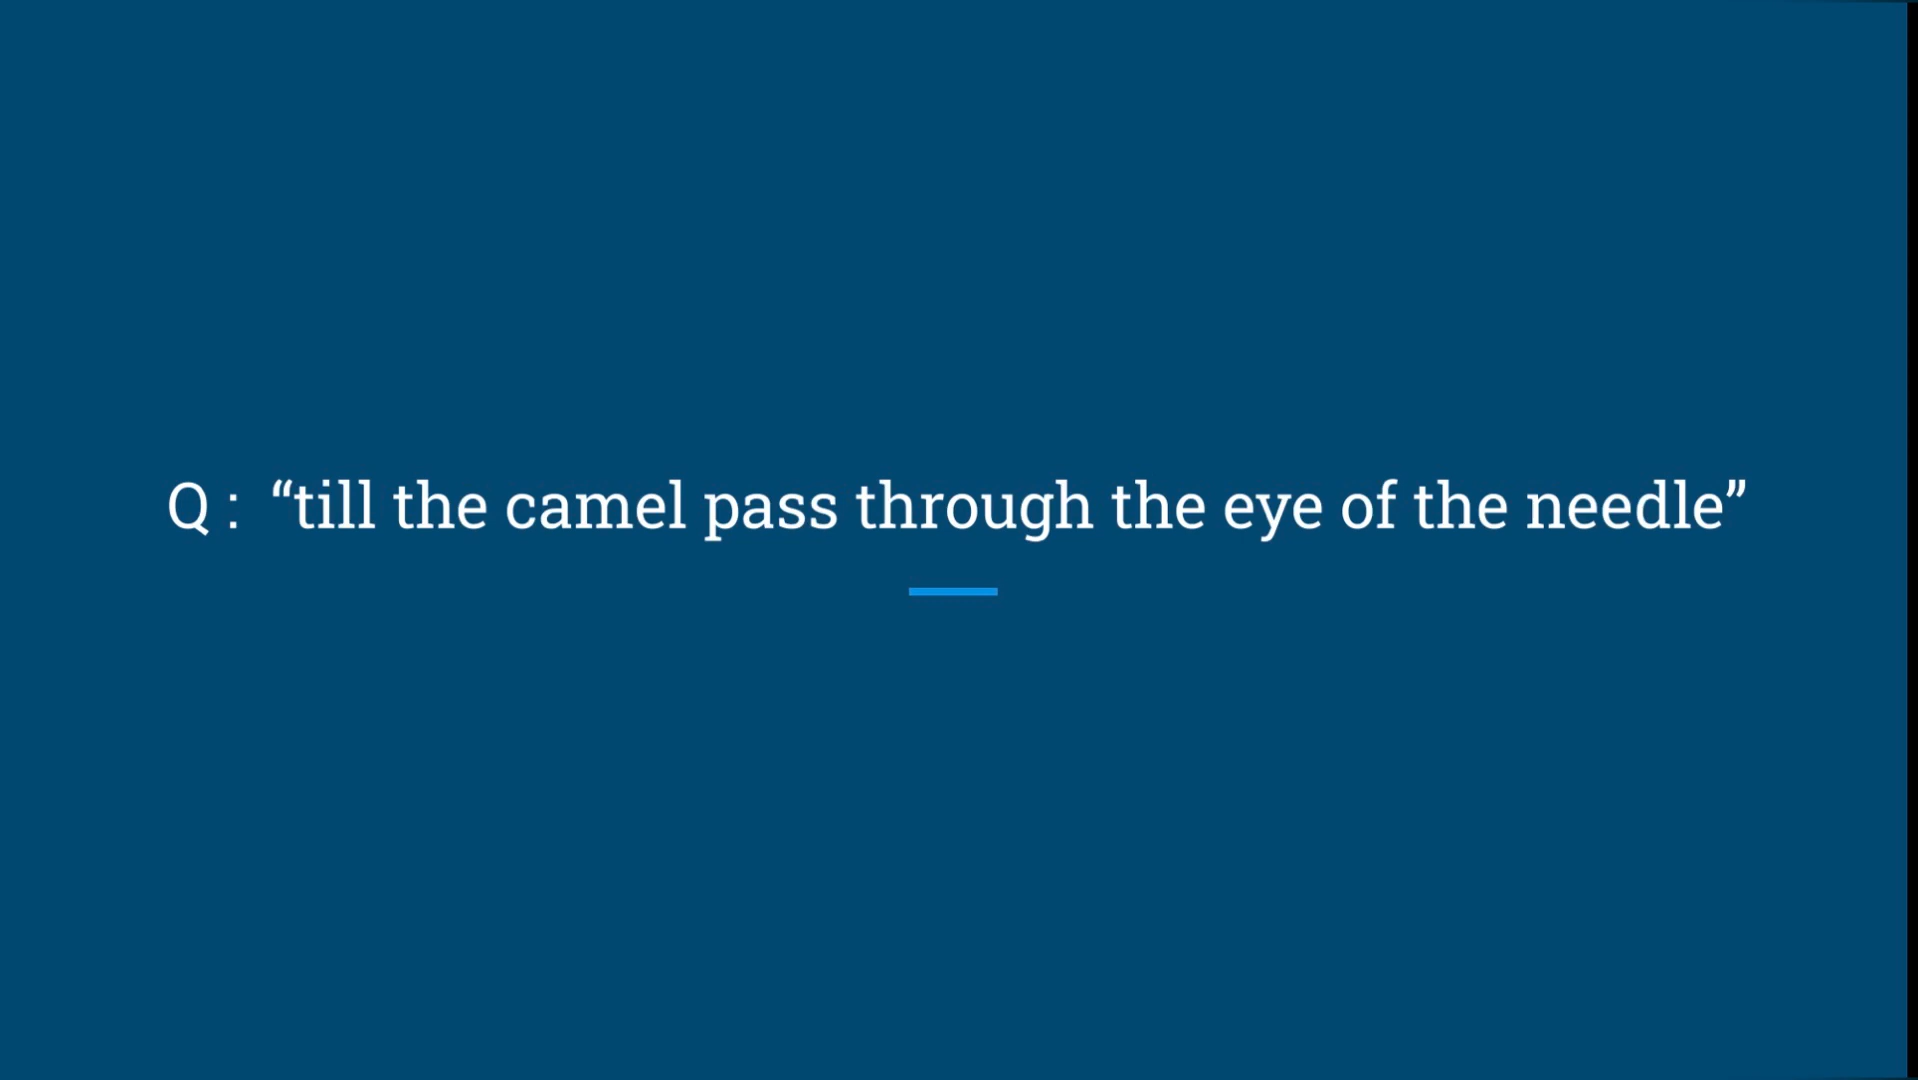 Q : “till the camel pass through the eye of the needle”